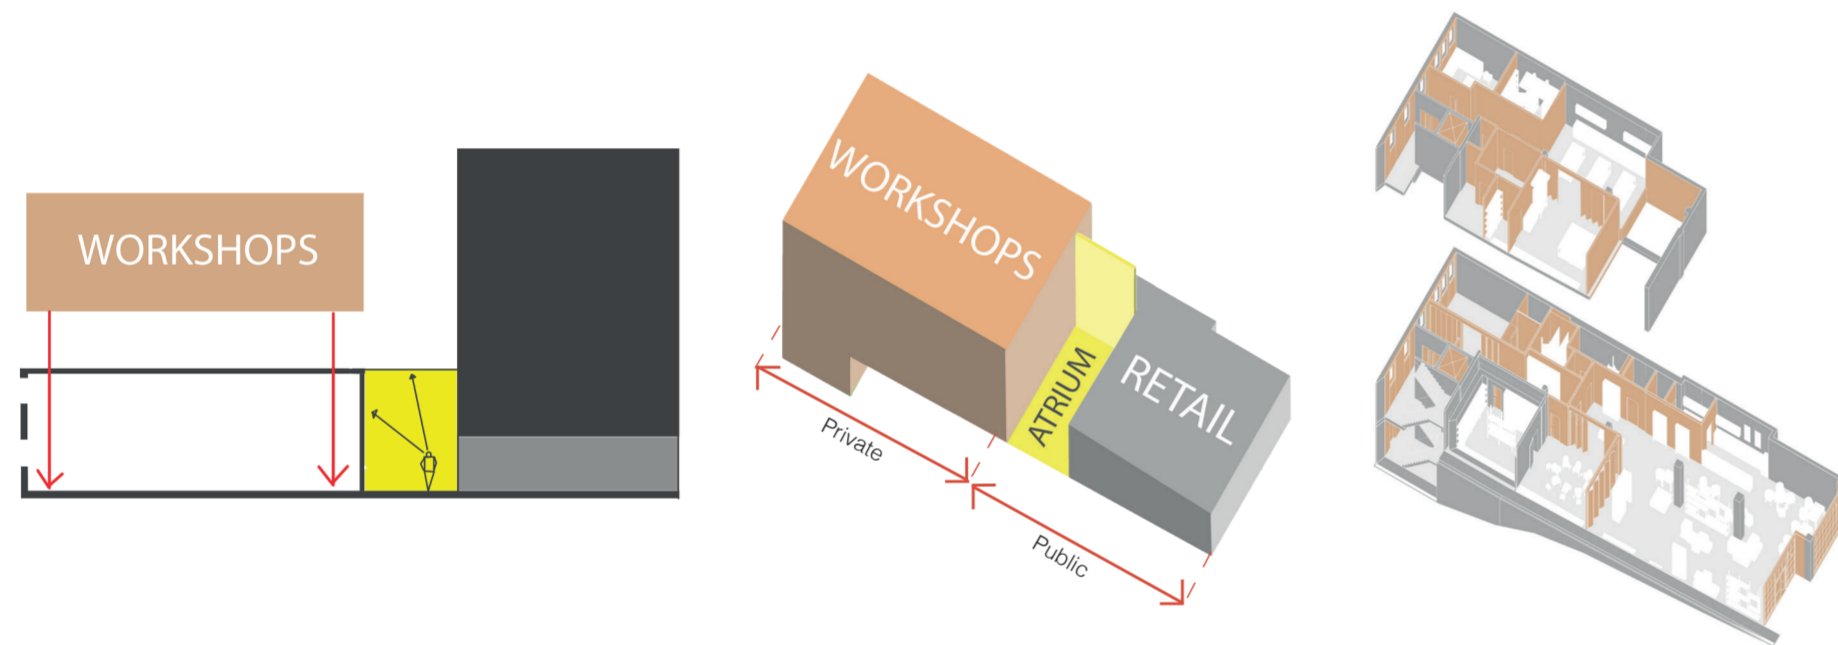 WORKSHOPS
WORKSHOPS
ATRIUM
RETAIL
Private
Public